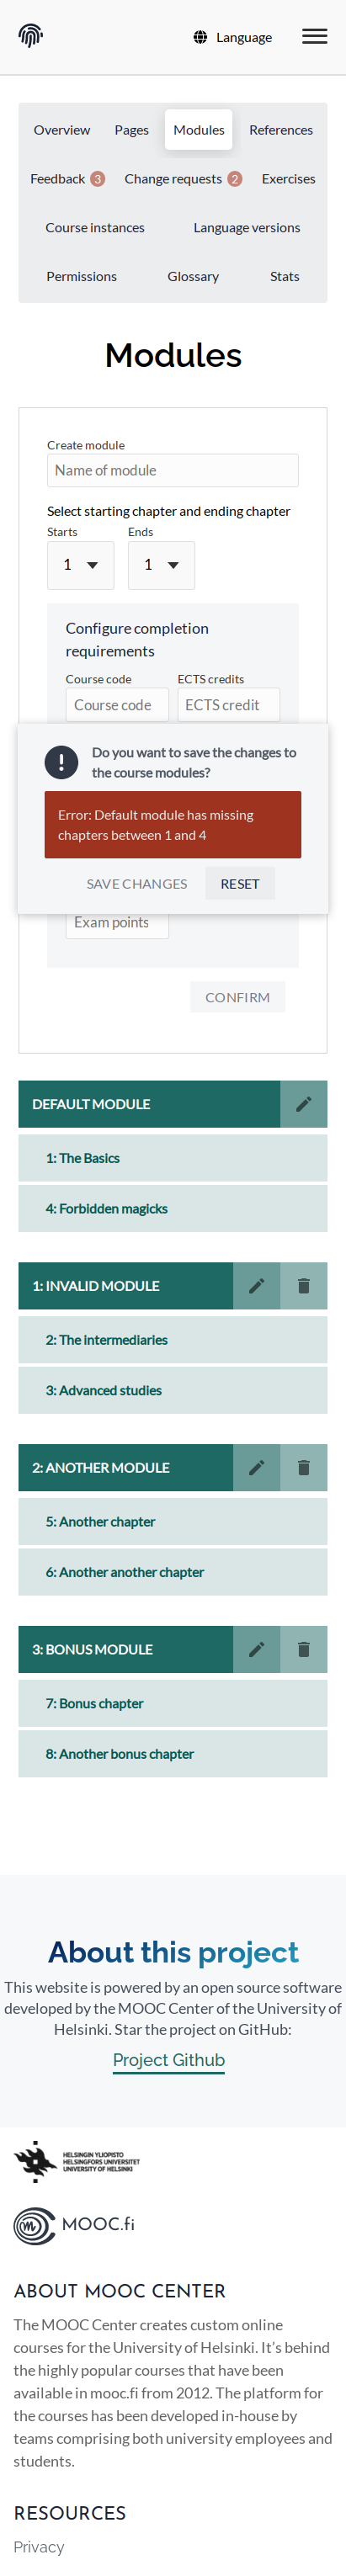 Language
Overview
Pages
Modules
References
Feedback 3
Change requests 2
Exercises
Course instances
Language versions
Permissions
Glossary
Stats
Modules
Create module
Name of module
Select starting chapter and ending chapter
Starts
Ends
1
1
Configure completion
requirements
Course code
ECTS credits
Course code
ECTS credit
Do you want to save the changes to
the course modules?
Error: Default module has missing
chapters between 1 and 4
SAVE CHANGES
RESET
Exam points
CONFIRM
DEFAULT MODULE
1: The Basics
4: Forbidden magicks
1: INVALID MODULE
2: The intermediaries
3: Advanced studies
2: ANOTHER MODULE
5: Another chapter
6: Another another chapter
3: BONUS MODULE
7: Bonus chapter
8: Another bonus chapter
About this project
This website is powered by an open source software
developed by the MOOC Center of the University of
Helsinki. Star the project on GitHub:
Project Github
HELSINGIN YLIOPISTO
HELSINGFORS UNIVERSITET
UNIVERSITY OF HELSINKI
MOOC.fi
ABOUT MOOC CENTER
The MOOC Center creates custom online
courses for the University of Helsinki. It’s behind
the highly popular courses that have been
available in mooc.fi from 2012. The platform for
the courses has been developed in-house by
teams comprising both university employees and
students.
RESOURCES
Privacy